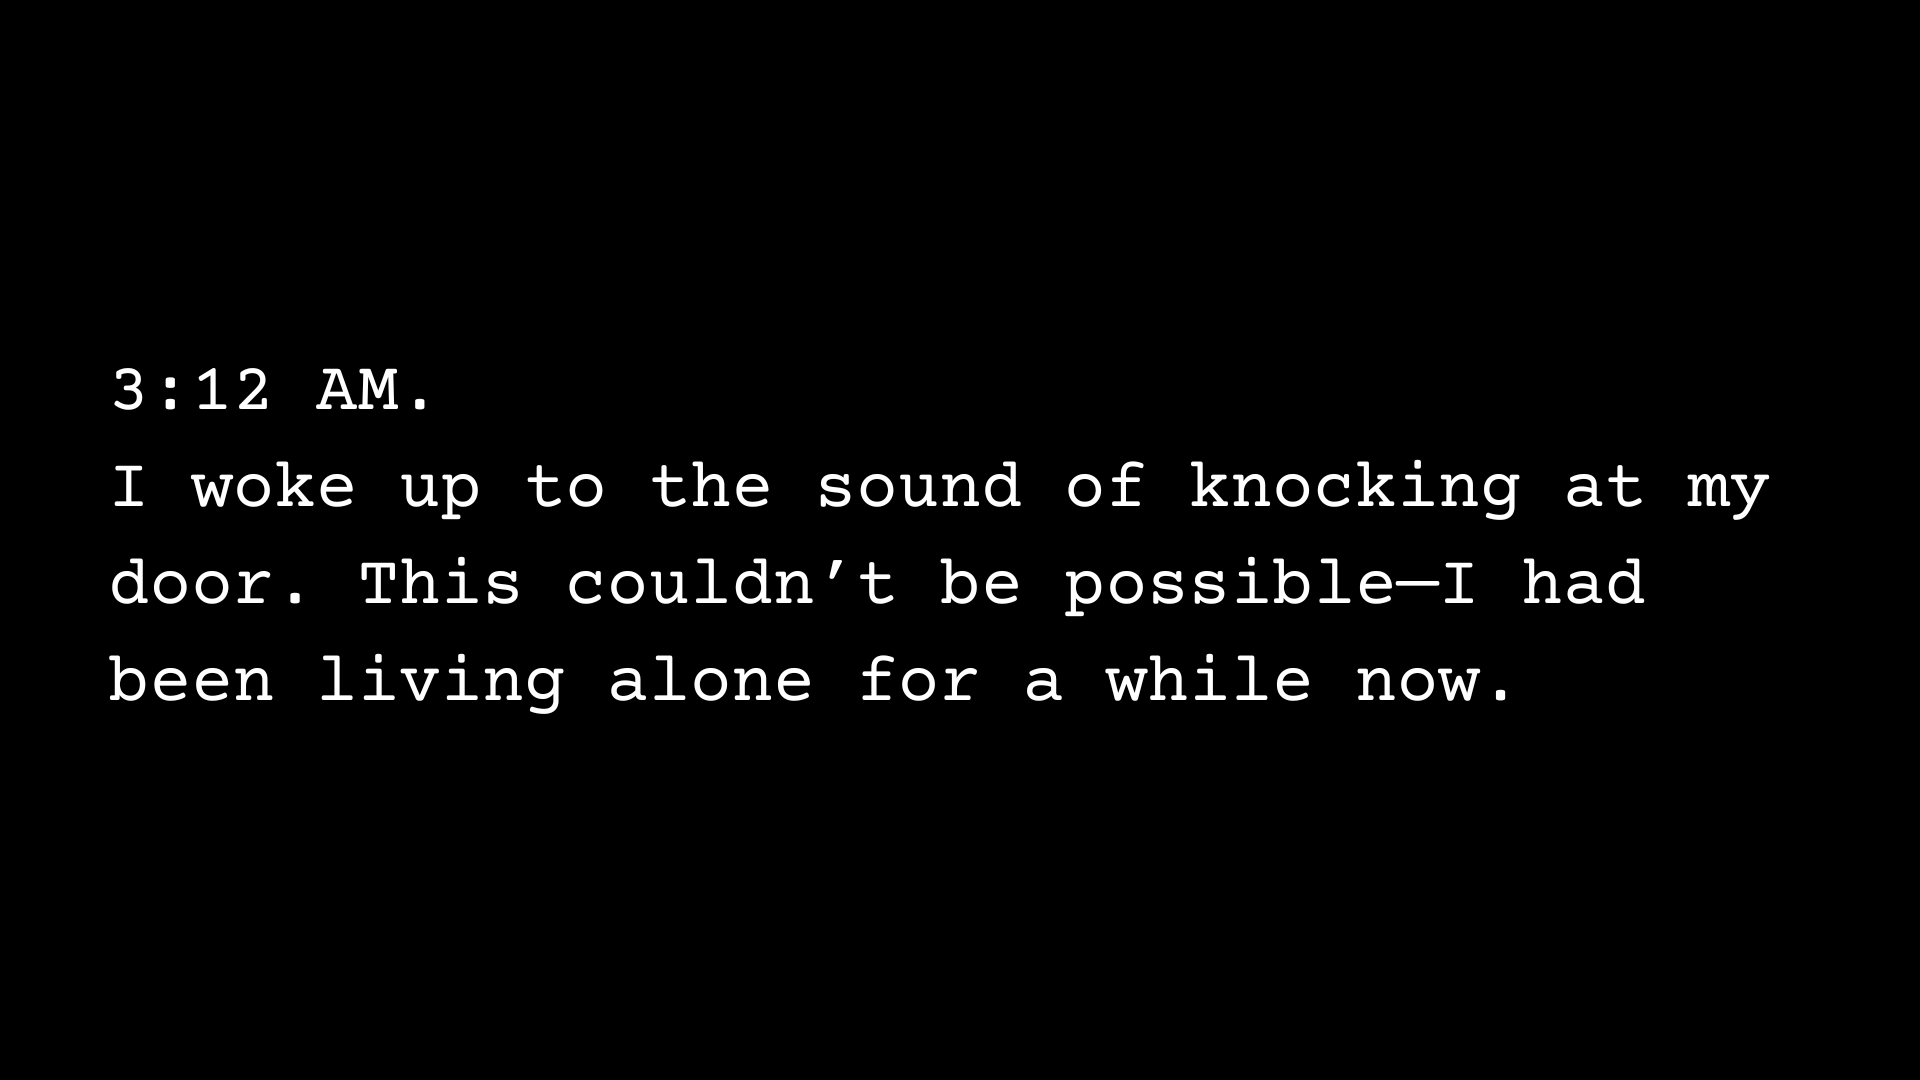 3:12 AM.
I woke up to the sound of knocking at my
door. This couldn’t be possible—I had
been living alone for a while now.